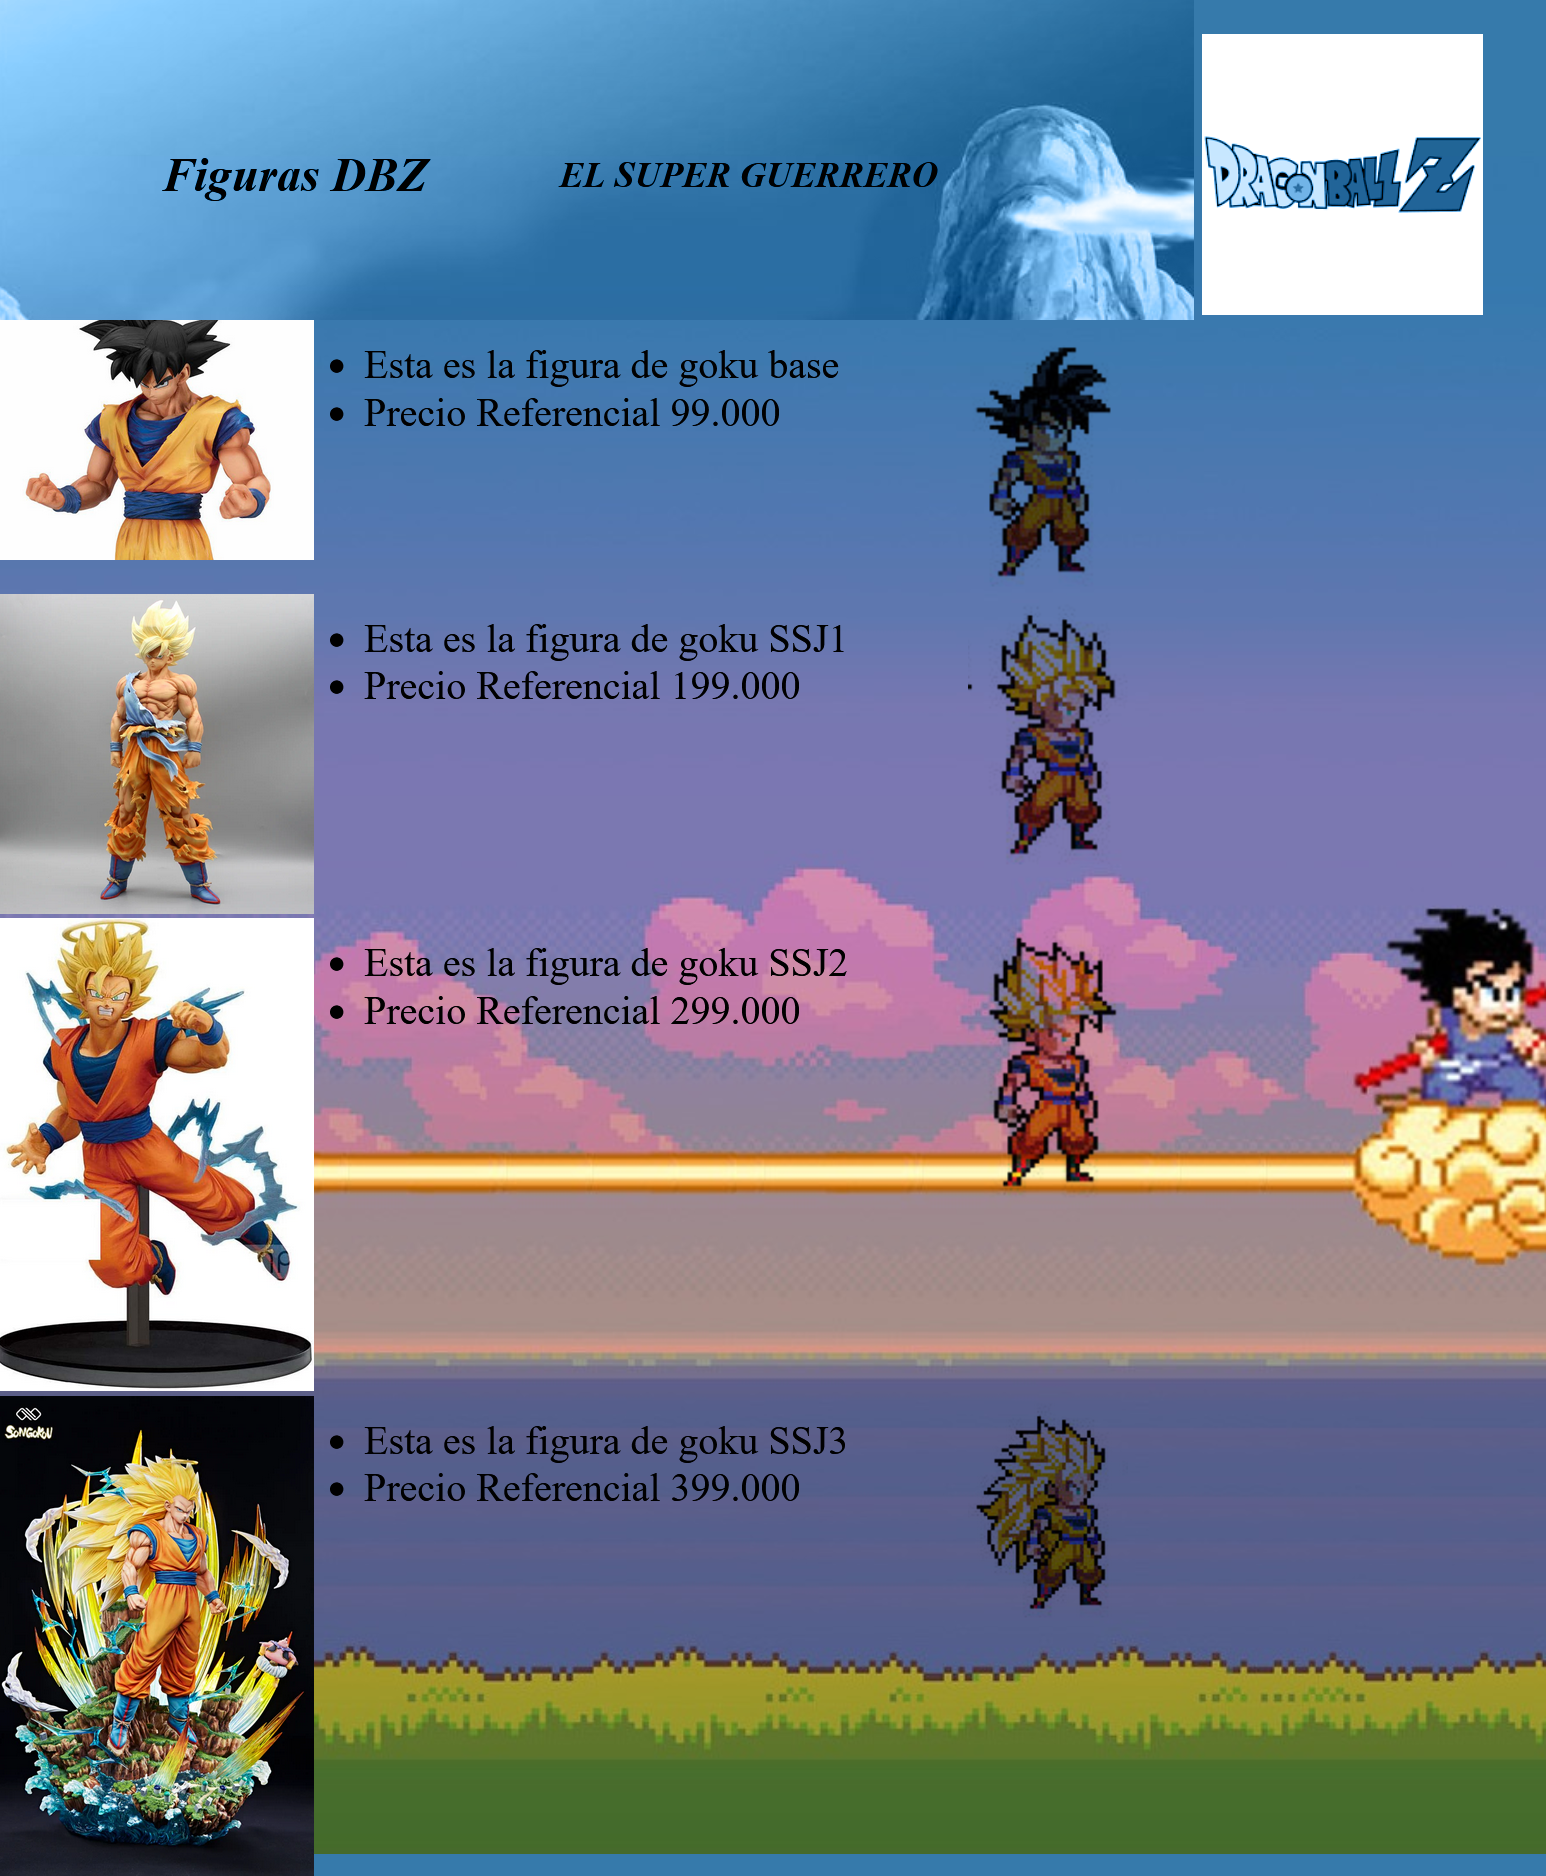 Figuras DBZ
EL SUPER GUERRERO
DRAGONBALL Z
Esta es la figura de goku base
Precio Referencial 99.000
Esta es la figura de goku SSJ1
Precio Referencial 199.000
Esta es la figura de goku SSJ2
Precio Referencial 299.000
SONGOKU
Esta es la figura de goku SSJ3
Precio Referencial 399.000